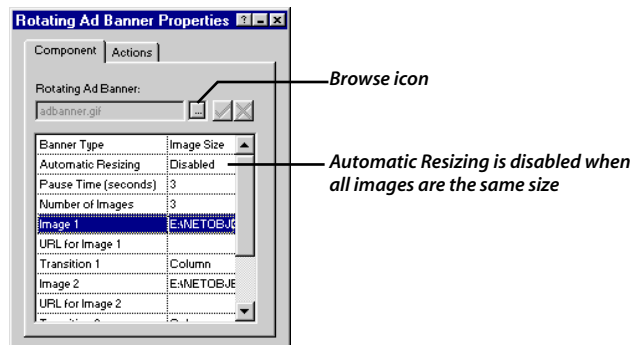 Rotating Ad Banner Properties
Component Actions
Rotating Ad Banner:
adbanner.gif ...
Browse icon
Banner Type Image Size
Automatic Resizing Disabled
Automatic Resizing is disabled when
all images are the same size
Pause Time (seconds) 3
Number of Images 3
Image 1 E:\NETOBJ
URL for Image 1
Transition 1 Column
Image 2 E:\NETOBJE
URL for Image 2